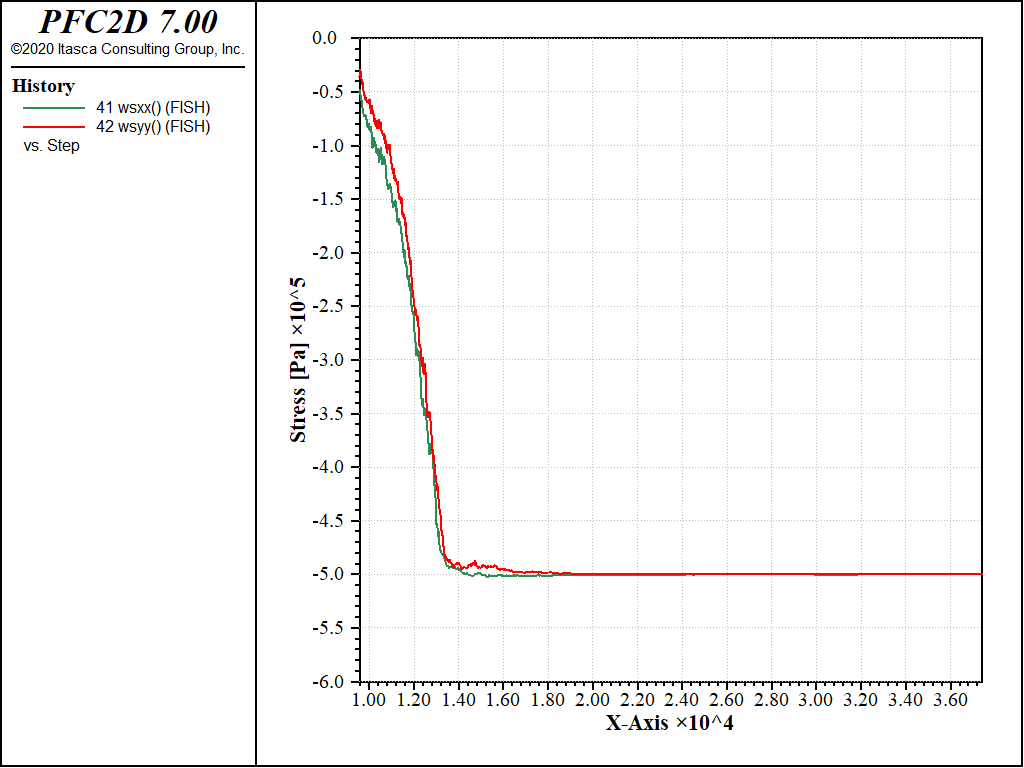 PFC2D 7.00
©2020 Itasca Consulting Group, Inc.
History
41 wsxx() (FISH)
42 wsyy() (FISH)
vs. Step
0.0
-0.5
-1.0
-1.5
-2.0
-2.5
-3.0
-3.5
-4.0
-4.5
-5.0
-5.5
-6.0
Stress [Pa] ×10^5
1.00 1.20 1.40 1.60 1.80 2.00 2.20 2.40 2.60 2.80 3.00 3.20 3.40 3.60
X-Axis ×10^4